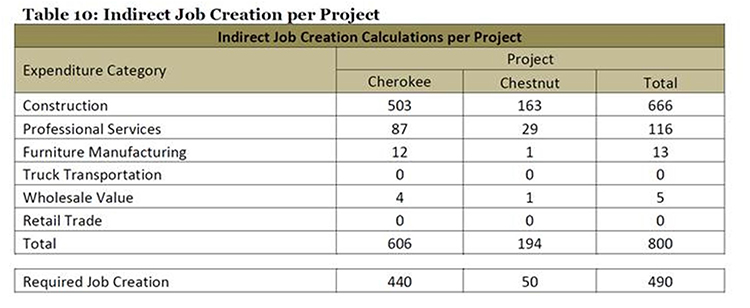 Table 10: Indirect Job Creation per Project
Indirect Job Creation Calculations per Project
Expenditure Category Project
Cherokee Chestnut Total
Construction 503 163 666
Professional Services 87 29 116
Furniture Manufacturing 12 1 13
Truck Transportation 0 0 0
Wholesale Value 4 1 5
Retail Trade 0 0 0
Total 606 194 800
Required Job Creation 440 50 490